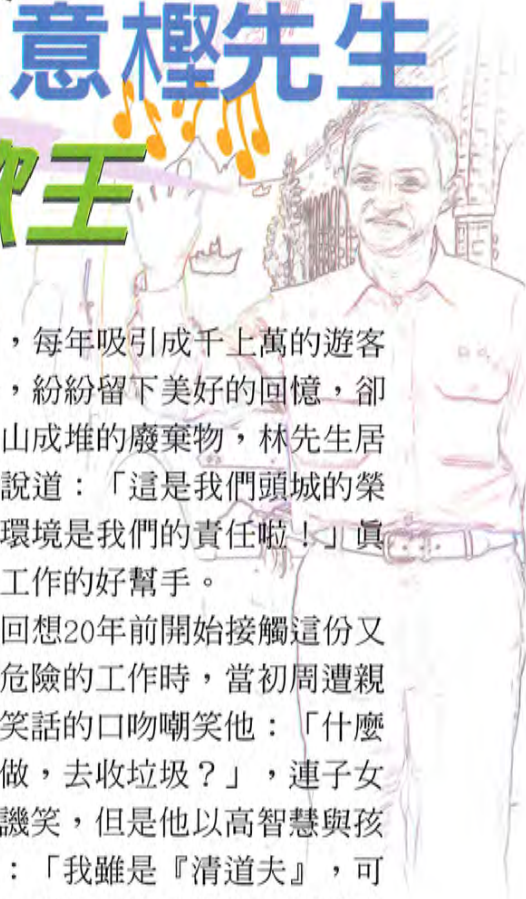 意樫先生
歌王
，每年吸引成千上萬的遊客
，紛紛留下美好的回憶，卻
山成堆的廢棄物，林先生居
說道：「這是我們頭城的榮
環境是我們的責任啦！」真
工作的好幫手。
回想20年前開始接觸這份又
危險的工作時，當初周遭親
笑話的口吻嘲笑他：「什麼
做，去收垃圾？」，連子女
譏笑，但是他以高智慧與孩
：「我雖是『清道夫』，可